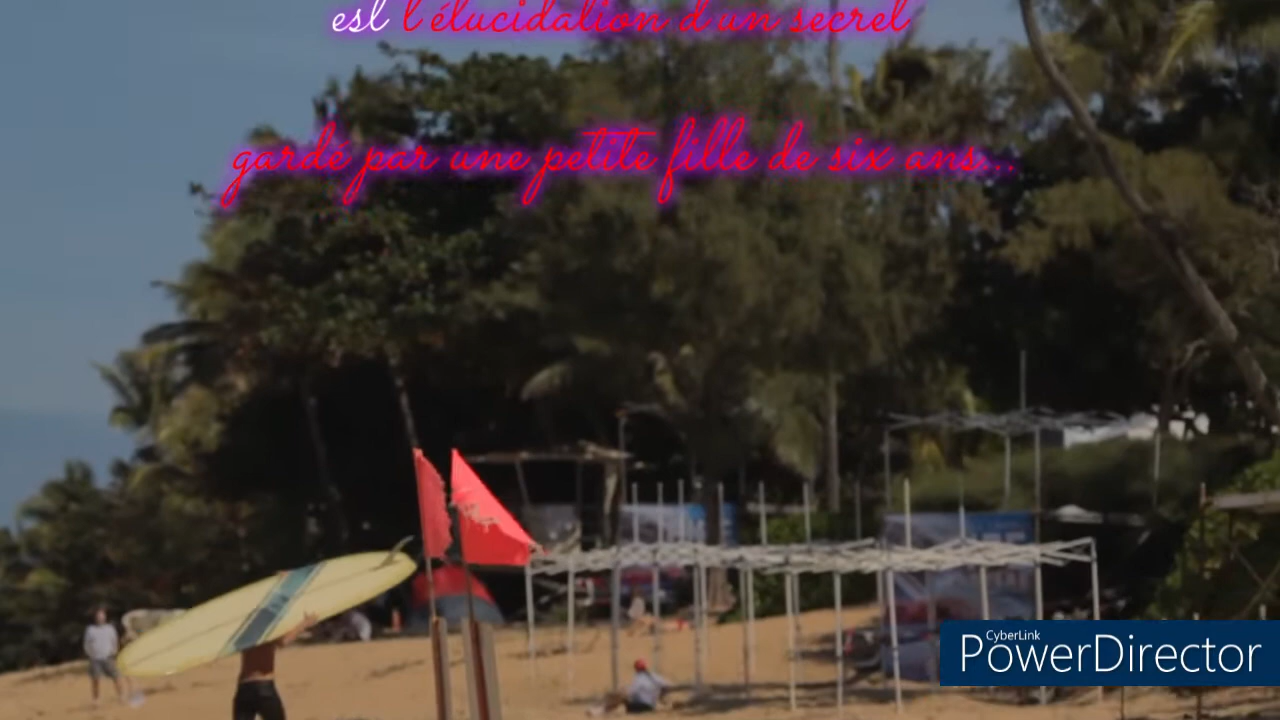 est l'élucidation d'un secret
gardé par une petite fille de six ans...
CyberLink
PowerDirector